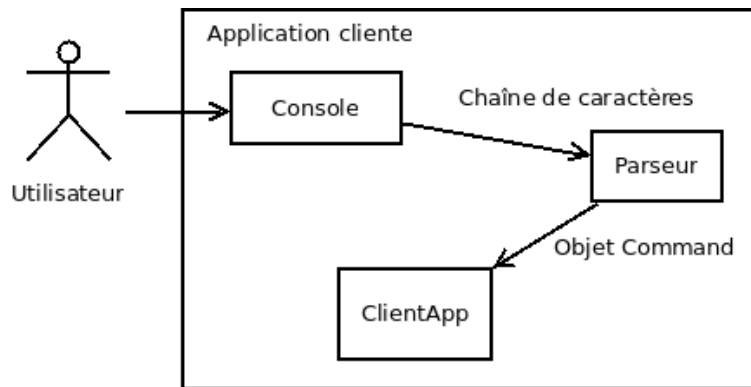 Application cliente
Console
Chaîne de caractères
Parseur
Utilisateur
Objet Command
ClientApp